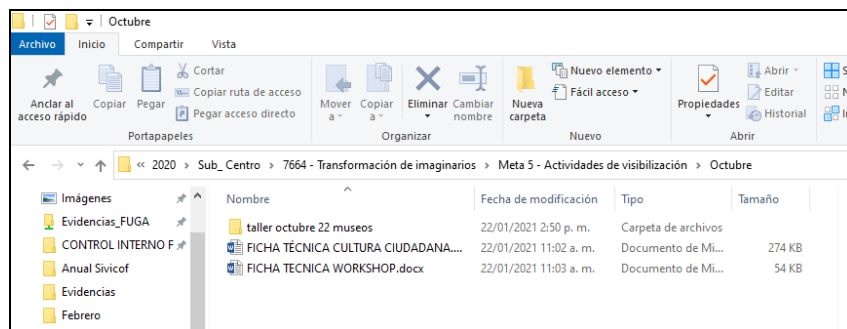 Octubre
Archivo Inicio Compartir Vista
Anclar al acceso rápido
Copiar
Pegar
Cortar
Copiar ruta de acceso
Pegar acceso directo
Portapapeles
Mover a
Copiar a
Eliminar
Cambiar nombre
Organizar
Nueva carpeta
Nuevo elemento
Fácil acceso
Nuevo
Propiedades
Abrir
Editar
Historial
Abrir
« 2020 > Sub_ Centro > 7664 - Transformación de imaginarios > Meta 5 - Actividades de visibilización > Octubre
Imágenes
Evidencias_FUGA
CONTROL INTERNO F
Anual Sivicof
Evidencias
Febrero
Nombre Fecha de modificación Tipo Tamaño
taller octubre 22 museos 22/01/2021 2:50 p. m. Carpeta de archivos
FICHA TÉCNICA CULTURA CIUDADANA.... 22/01/2021 11:02 a. m. Documento de Mi... 274 KB
FICHA TECNICA WORKSHOP.docx 22/01/2021 11:03 a. m. Documento de Mi... 54 KB